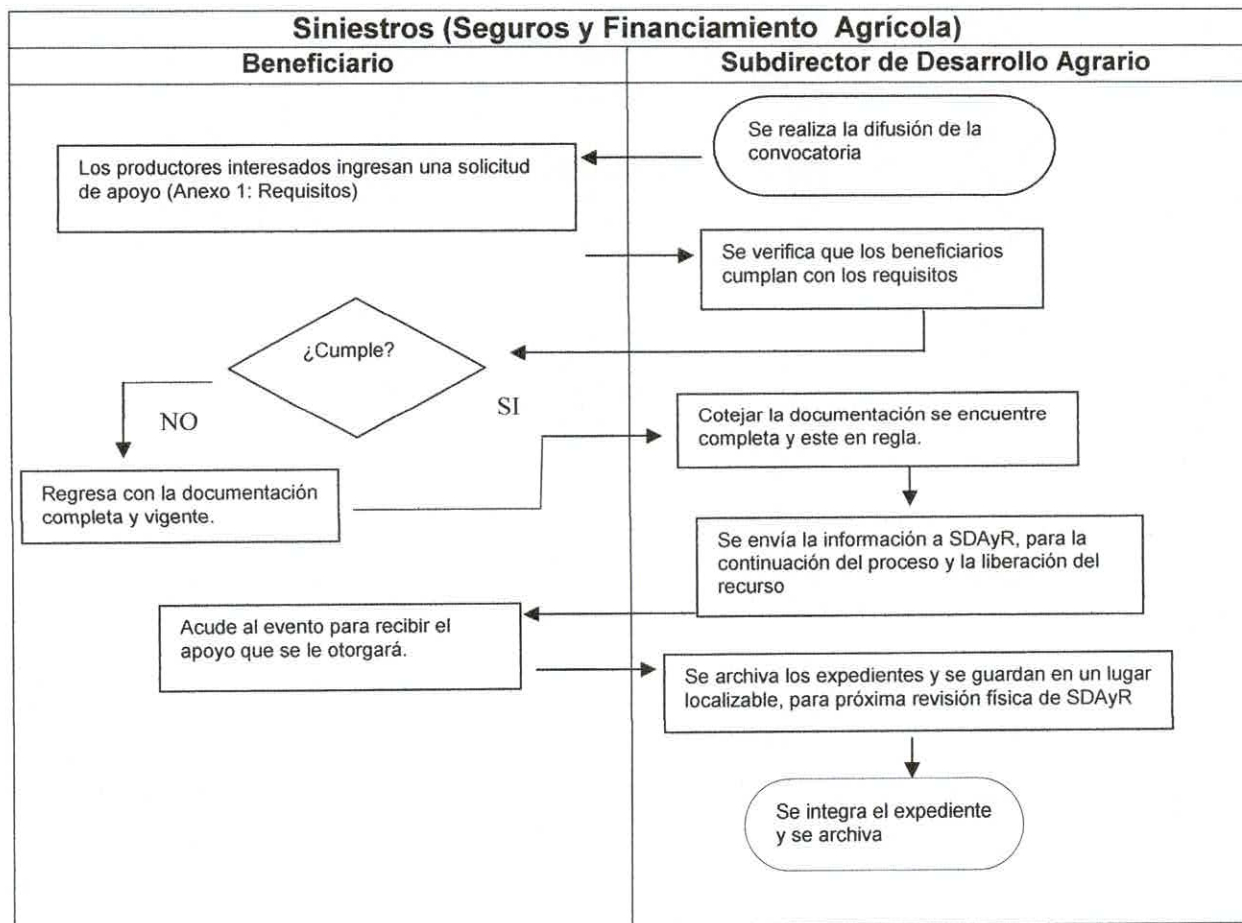 Siniestros (Seguros y Financiamiento Agrícola)
Beneficiario
Subdirector de Desarrollo Agrario
Se realiza la difusión de la
convocatoria
Los productores interesados ingresan una solicitud
de apoyo (Anexo 1: Requisitos)
Se verifica que los beneficiarios
cumplan con los requisitos
¿Cumple?
NO
SI
Cotejar la documentación se encuentre
completa y este en regla.
Regresa con la documentación
completa y vigente.
Se envía la información a SDAyR, para la
continuación del proceso y la liberación del
recurso
Acude al evento para recibir el
apoyo que se le otorgará.
Se archiva los expedientes y se guardan en un lugar
localizable, para próxima revisión física de SDAyR
Se integra el expediente
y se archiva